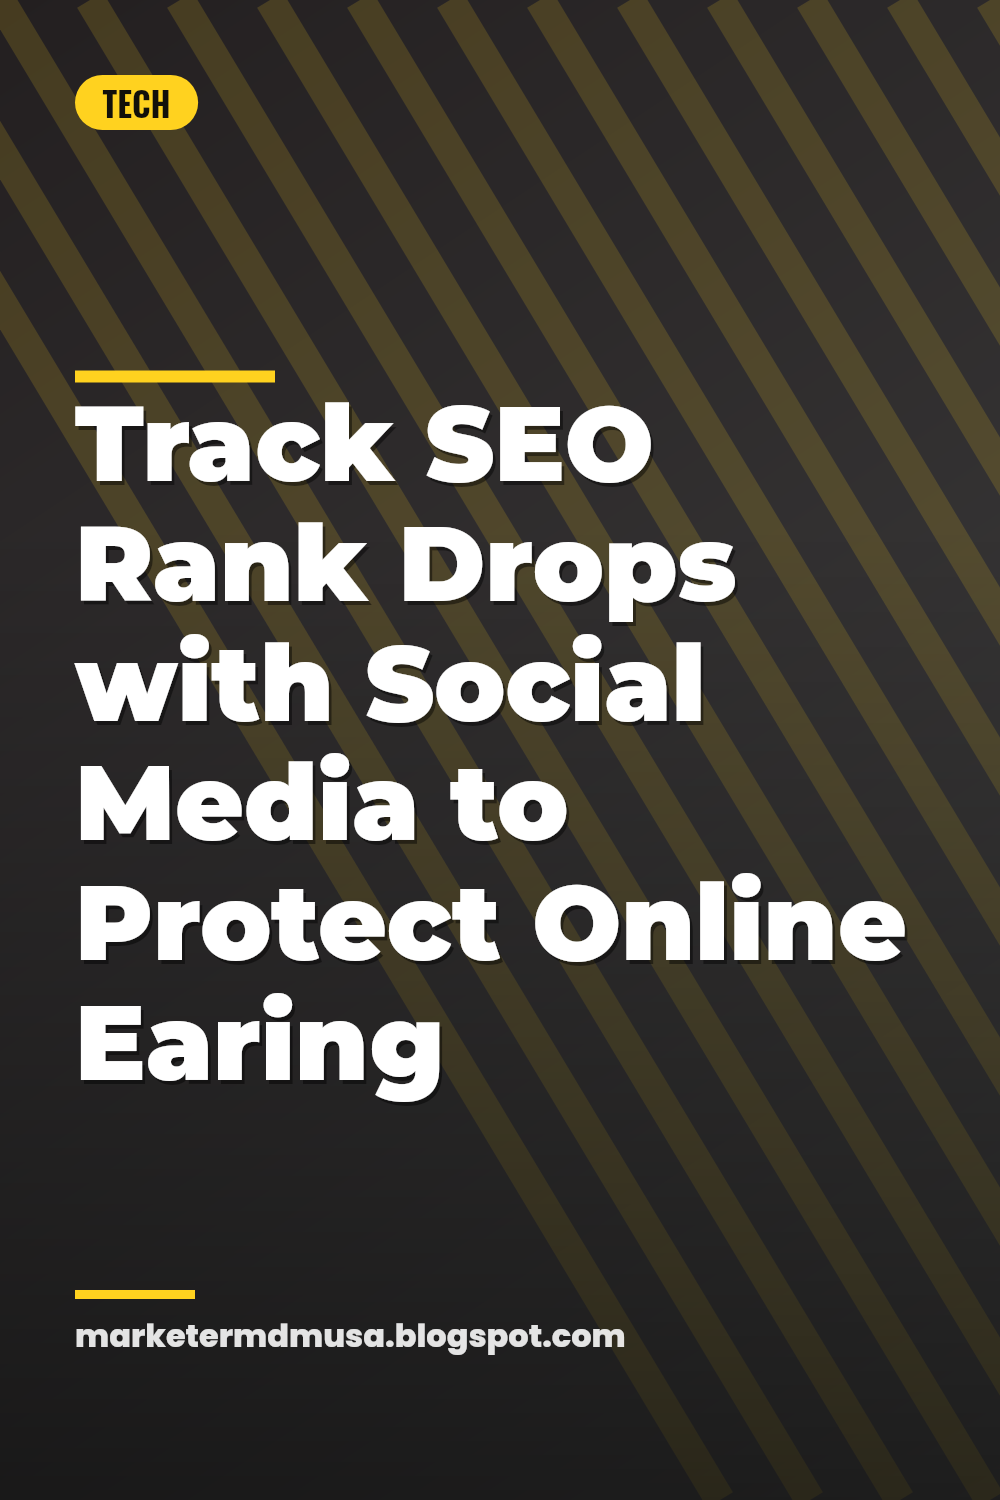 TECH
Track SEO
Rank Drops
with Social
Media to
Protect Online
Earing
marketermdmusa.blogspot.com